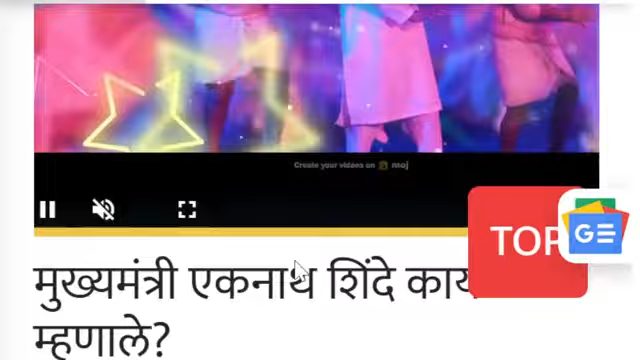 Create your videos on moj
TOP
GE
मुख्यमंत्री एकनाथ शिंदे काय
म्हणाले?